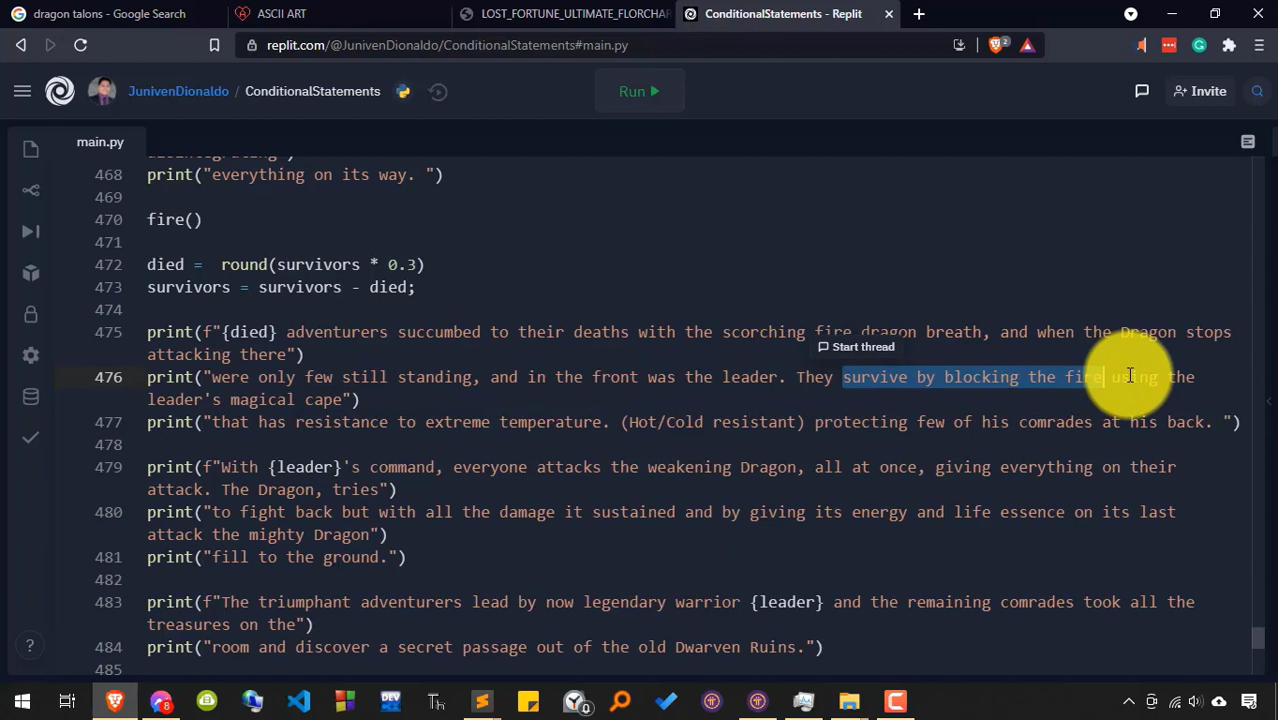 dragon talons - Google Search
ASCII ART
LOST_FORTUNE_ULTIMATE_FLORCHAR
ConditionalStatements - Replit
replit.com/@JunivenDionaldo/ConditionalStatements#main.py
JunivenDionaldo / ConditionalStatements
Run
Invite
main.py
disintegrating")
468 print("everything on its way. ")
469
470 fire()
471
472 died =  round(survivors * 0.3)
473 survivors = survivors - died;
474
475 print(f"{died} adventurers succumbed to their deaths with the scorching fire dragon breath, and when the Dragon stops
attacking there")
Start thread
476 print("were only few still standing, and in the front was the leader. They survive by blocking the fire using the
leader's magical cape")
477 print("that has resistance to extreme temperature. (Hot/Cold resistant) protecting few of his comrades at his back. ")
478
479 print(f"With {leader}'s command, everyone attacks the weakening Dragon, all at once, giving everything on their
attack. The Dragon, tries")
480 print("to fight back but with all the damage it sustained and by giving its energy and life essence on its last
attack the mighty Dragon")
481 print("fill to the ground.")
482
483 print(f"The triumphant adventurers lead by now legendary warrior {leader} and the remaining comrades took all the
treasures on the")
484 print("room and discover a secret passage out of the old Dwarven Ruins.")
485